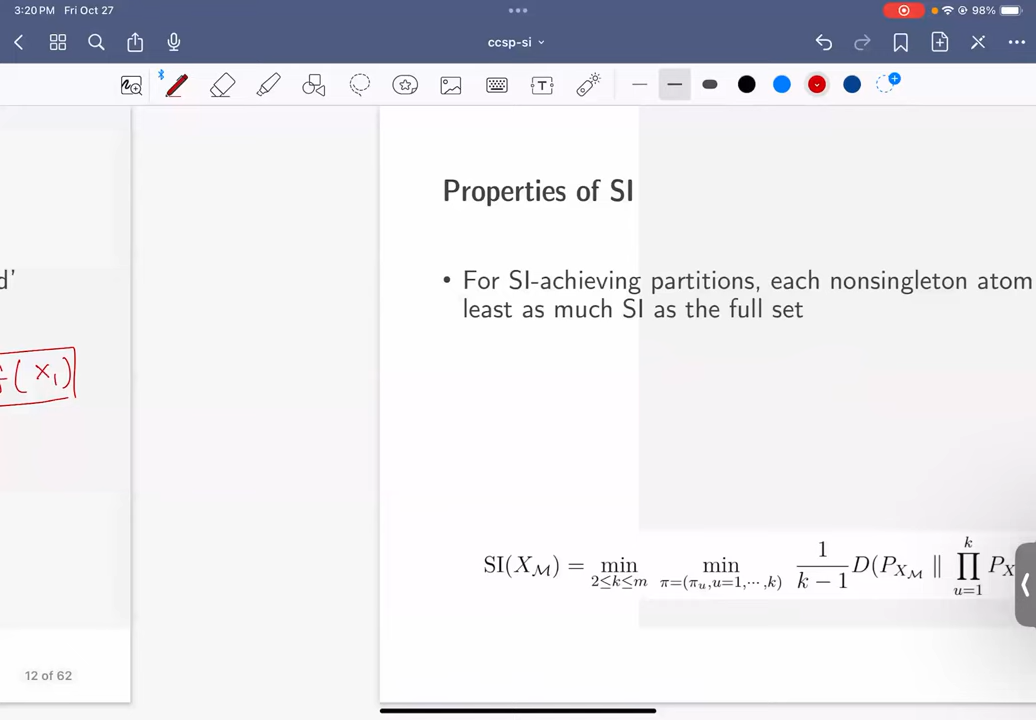 3:20 PM Fri Oct 27
98%
ccsp-si
T
Properties of SI
d'
• For SI-achieving partitions, each nonsingleton atom
least as much SI as the full set
f( X₁)
SI(X_ℳ) = min_{2≤k≤m} min_{π=(π_u,u=1,⋯,k)} 1/(k − 1) D(P_{X_ℳ} ∥ ∏_{u=1}^{k} P_X
12 of 62